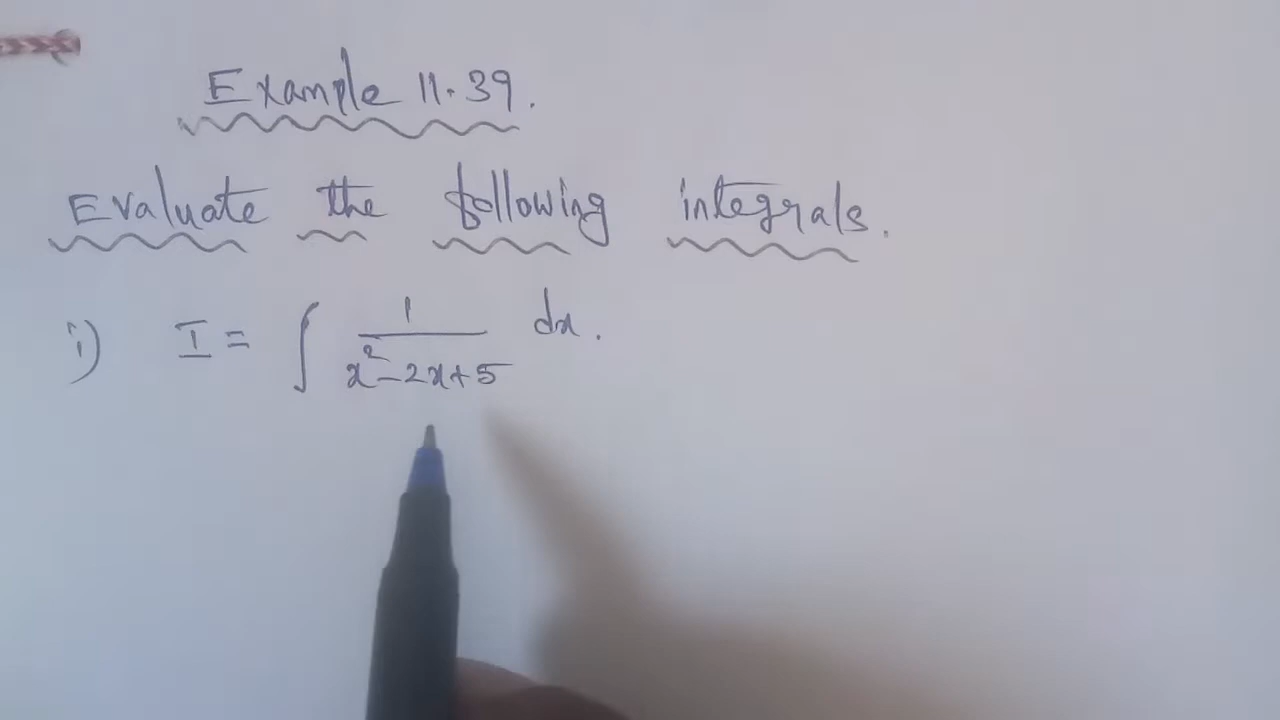 Example 11.39.
Evaluate the following integrals.
i) I = ∫ 1/(x²-2x+5) dx.